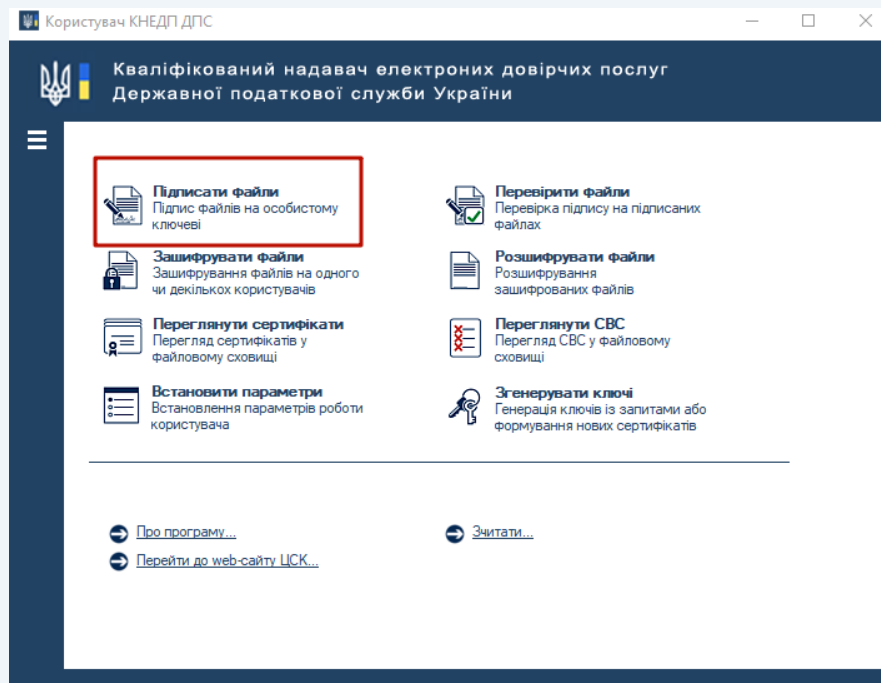 Користувач КНЕДП ДПС
Кваліфікований надавач електроних довірчих послуг
Державної податкової служби України
Підписати файли
Підпис файлів на особистому
ключеві
Перевірити файли
Перевірка підпису на підписаних
файлах
Зашифрувати файли
Зашифрування файлів на одного
чи декількох користувачів
Розшифрувати файли
Розшифрування
зашифрованих файлів
Переглянути сертифікати
Перегляд сертифікатів у
файловому сховищі
Переглянути СВС
Перегляд СВС у файловому
сховищі
Встановити параметри
Встановлення параметрів роботи
користувача
Згенерувати ключі
Генерація ключів із запитами або
формування нових сертифікатів
Про програму...
Зчитати...
Перейти до web-сайту ЦСК...